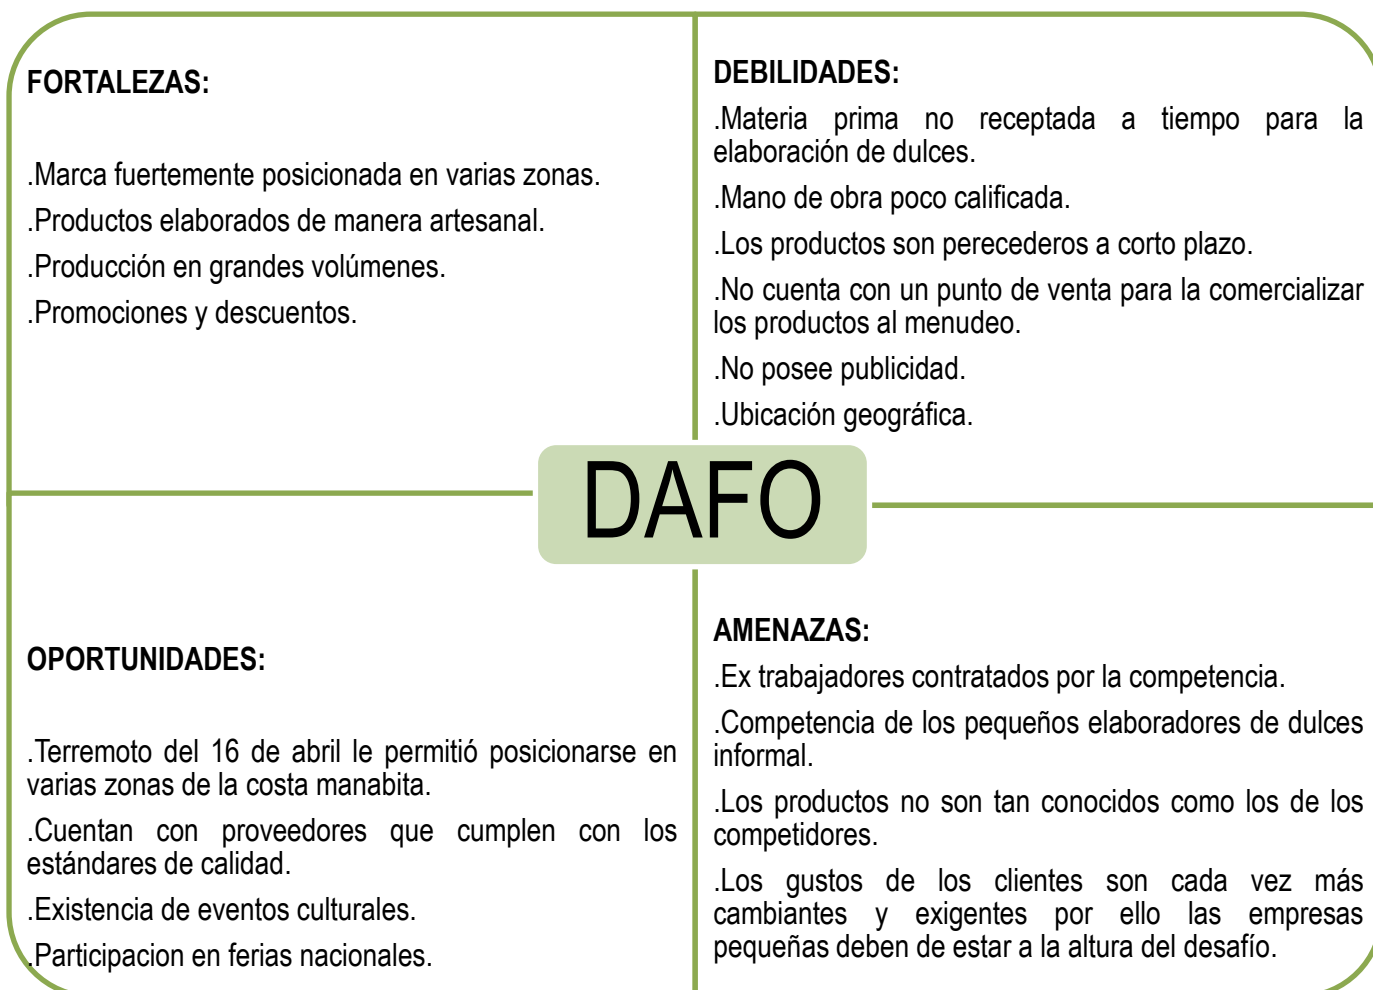 FORTALEZAS:
.Marca fuertemente posicionada en varias zonas.
.Productos elaborados de manera artesanal.
.Producción en grandes volúmenes.
.Promociones y descuentos.
DEBILIDADES:
.Materia prima no receptada a tiempo para la
elaboración de dulces.
.Mano de obra poco calificada.
.Los productos son perecederos a corto plazo.
.No cuenta con un punto de venta para la comercializar
los productos al menudeo.
.No posee publicidad.
.Ubicación geográfica.
DAFO
OPORTUNIDADES:
.Terremoto del 16 de abril le permitió posicionarse en
varias zonas de la costa manabita.
.Cuentan con proveedores que cumplen con los
estándares de calidad.
.Existencia de eventos culturales.
.Participacion en ferias nacionales.
AMENAZAS:
.Ex trabajadores contratados por la competencia.
.Competencia de los pequeños elaboradores de dulces
informal.
.Los productos no son tan conocidos como los de los
competidores.
.Los gustos de los clientes son cada vez más
cambiantes y exigentes por ello las empresas
pequeñas deben de estar a la altura del desafío.